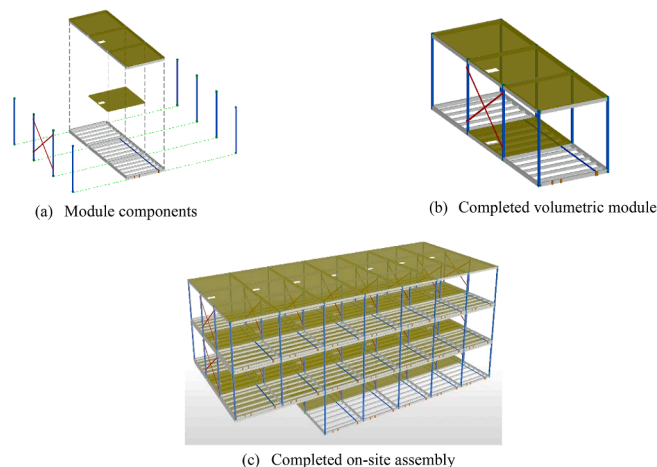 (a) Module components
(b) Completed volumetric module
(c) Completed on-site assembly